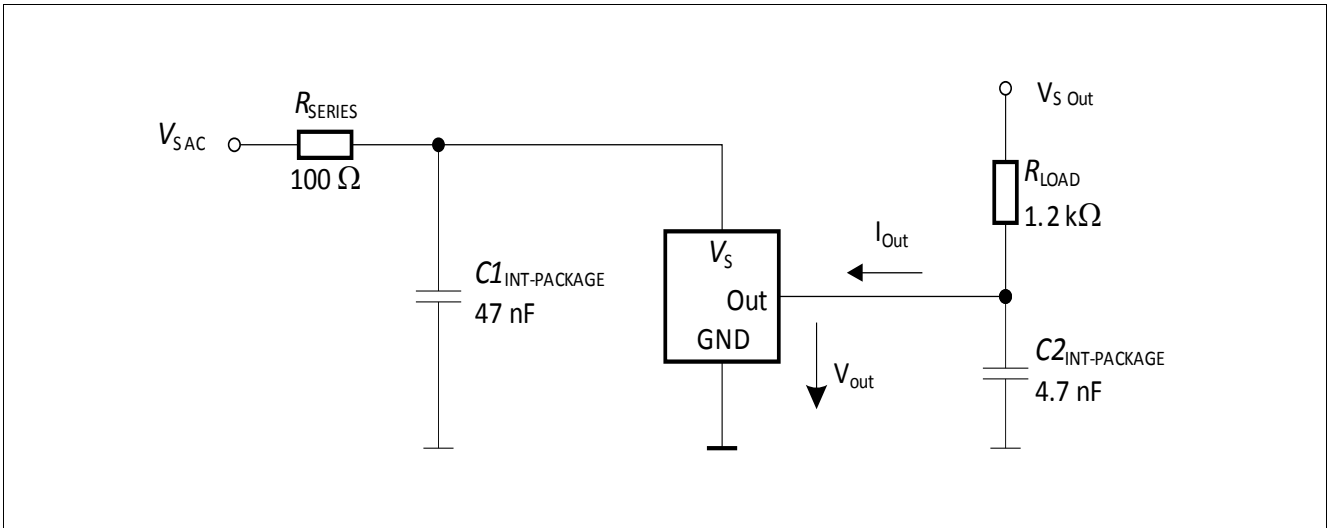 V_S AC
R_SERIES
100 Ω
C1_INT-PACKAGE
47 nF
V_S
Out
GND
I_Out
V_out
V_S Out
R_LOAD
1.2 kΩ
C2_INT-PACKAGE
4.7 nF